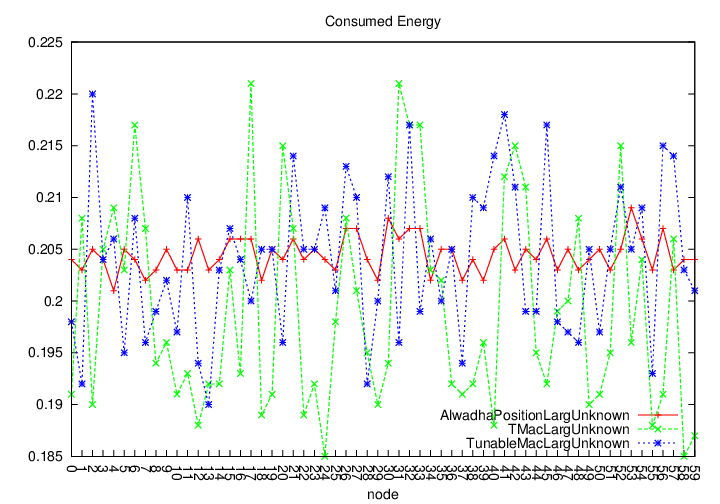 Consumed Energy
0.225
0.22
0.215
0.21
0.205
0.2
0.195
0.19
0.185
AlwadhaPositionLargUnknown
TMacLargUnknown
TunableMacLargUnknown
0 1 2 3 4 5 6 7 8 9 10 11 12 13 14 15 16 17 18 19 20 21 22 23 24 25 26 27 28 29 30 31 32 33 34 35 36 37 38 39 40 41 42 43 44 45 46 47 48 49 50 51 52 53 54 55 56 57 58 59
node